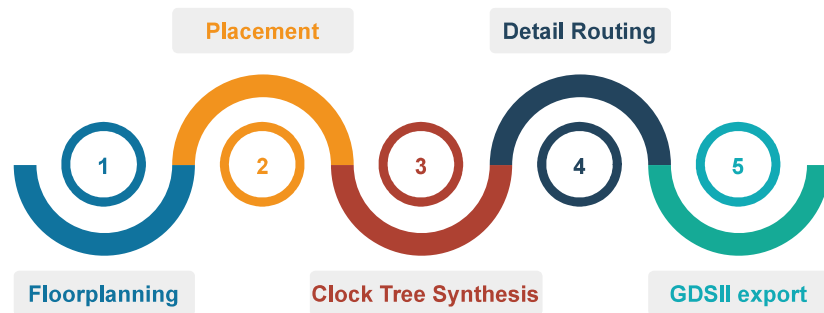 Placement
Detail Routing
1
2
3
4
5
Floorplanning
Clock Tree Synthesis
GDSII export